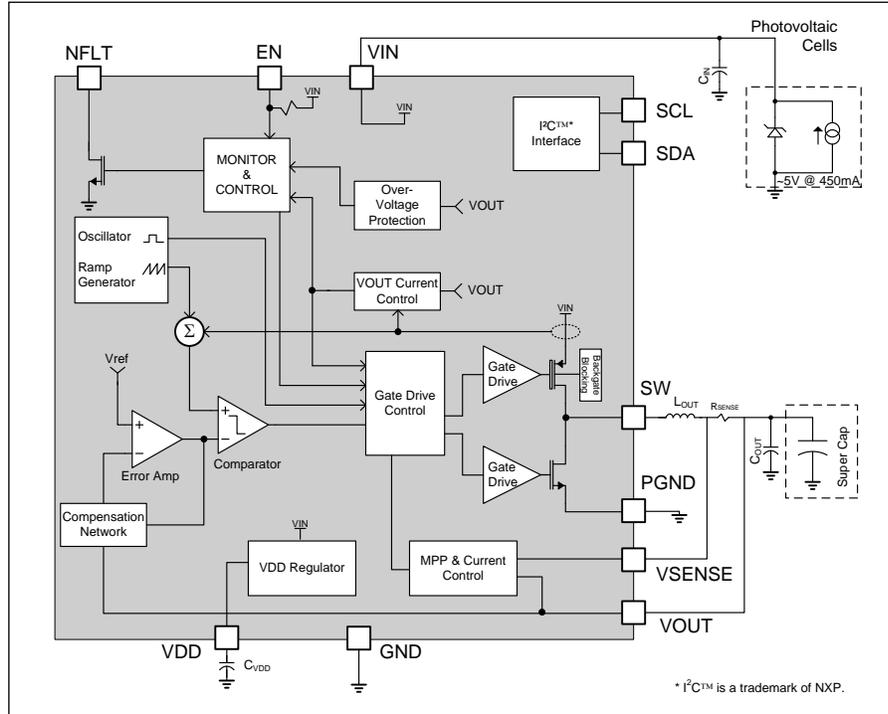 Photovoltaic
Cells
NFLT
EN
VIN
C_IN
VIN
VIN
I²C™*
Interface
SCL
SDA
~5V @ 450mA
MONITOR
&
CONTROL
Over-
Voltage
Protection
VOUT
Oscillator
Ramp
Generator
VOUT Current
Control
VOUT
Σ
VIN
Vref
Gate Drive
Control
Gate
Drive
Backgate
Blocking
SW
L_OUT
R_SENSE
C_OUT
Super Cap
+
−
Error Amp
+
−
Comparator
Gate
Drive
PGND
Compensation
Network
VIN
VDD Regulator
MPP & Current
Control
VSENSE
VOUT
VDD
C_VDD
GND
* I²C™ is a trademark of NXP.